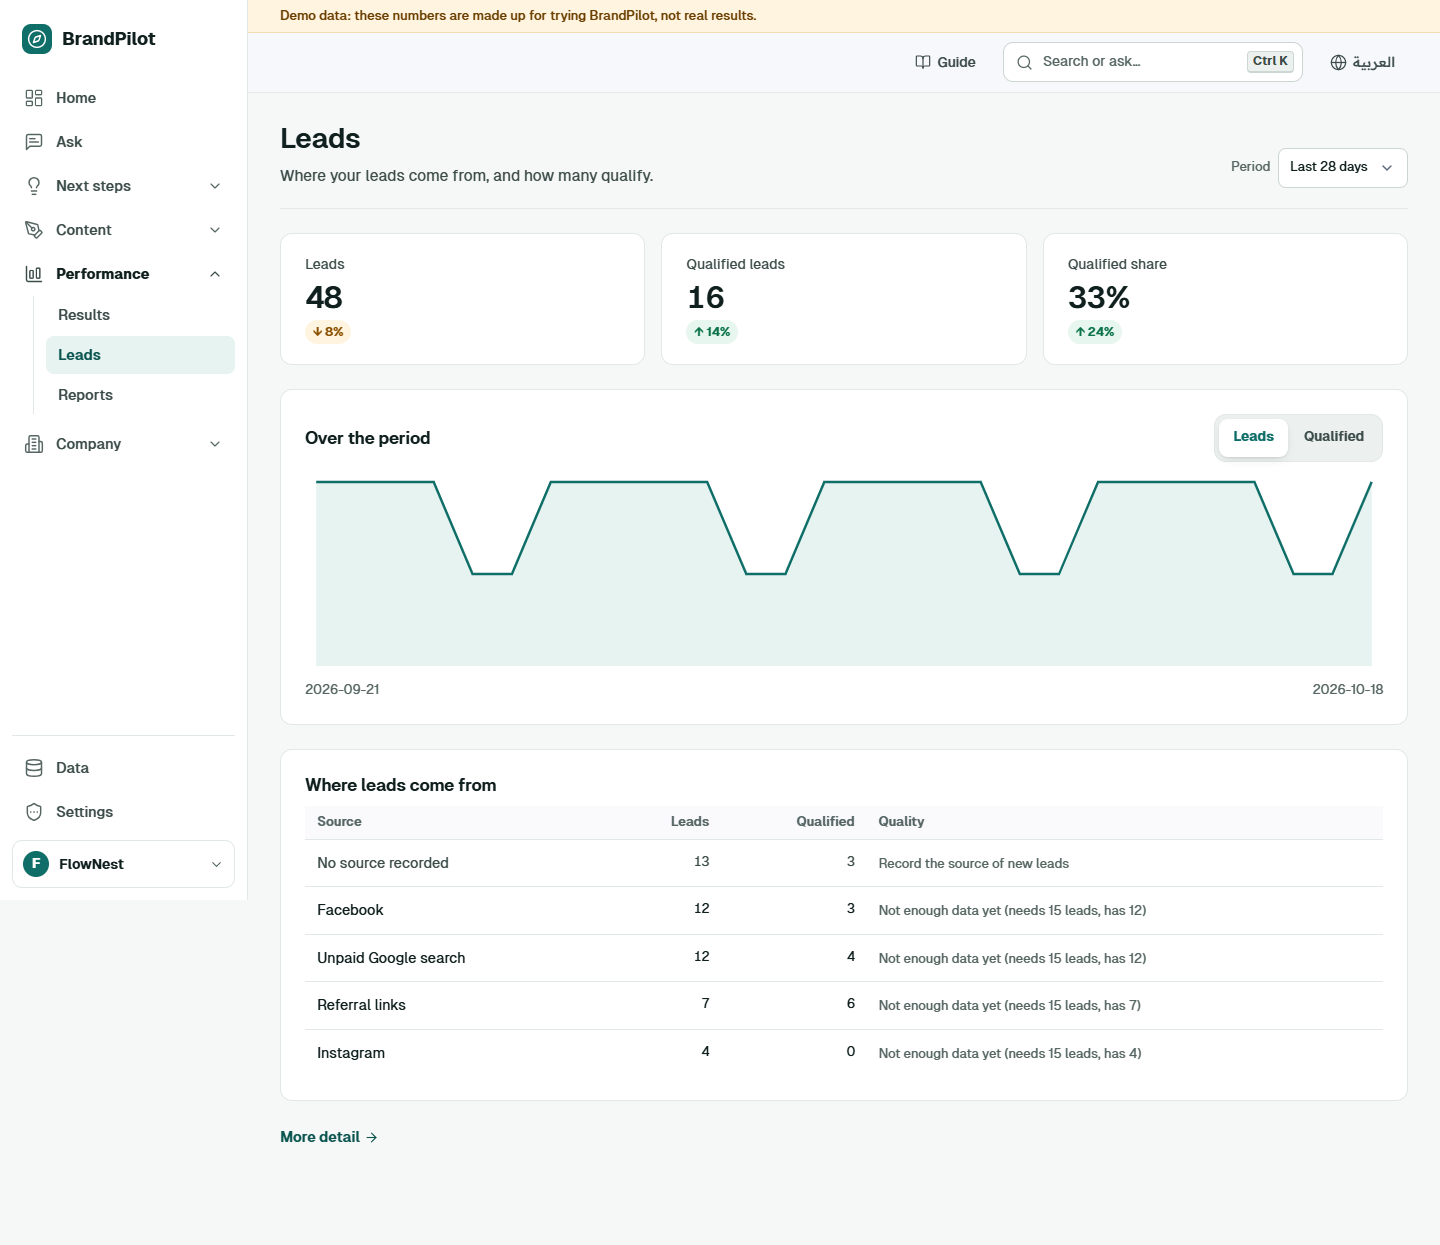 Demo data: these numbers are made up for trying BrandPilot, not real results.
BrandPilot
Guide
Search or ask...
Ctrl K
العربية
Home
Ask
Next steps
Content
Performance
Results
Leads
Reports
Company
Data
Settings
F
FlowNest
Leads
Where your leads come from, and how many qualify.
Period
Last 28 days
Leads
48
↓ 8%
Qualified leads
16
↑ 14%
Qualified share
33%
↑ 24%
Over the period
Leads Qualified
2026-09-21 2026-10-18
Where leads come from
Source Leads Qualified Quality
No source recorded 13 3 Record the source of new leads
Facebook 12 3 Not enough data yet (needs 15 leads, has 12)
Unpaid Google search 12 4 Not enough data yet (needs 15 leads, has 12)
Referral links 7 6 Not enough data yet (needs 15 leads, has 7)
Instagram 4 0 Not enough data yet (needs 15 leads, has 4)
More detail →